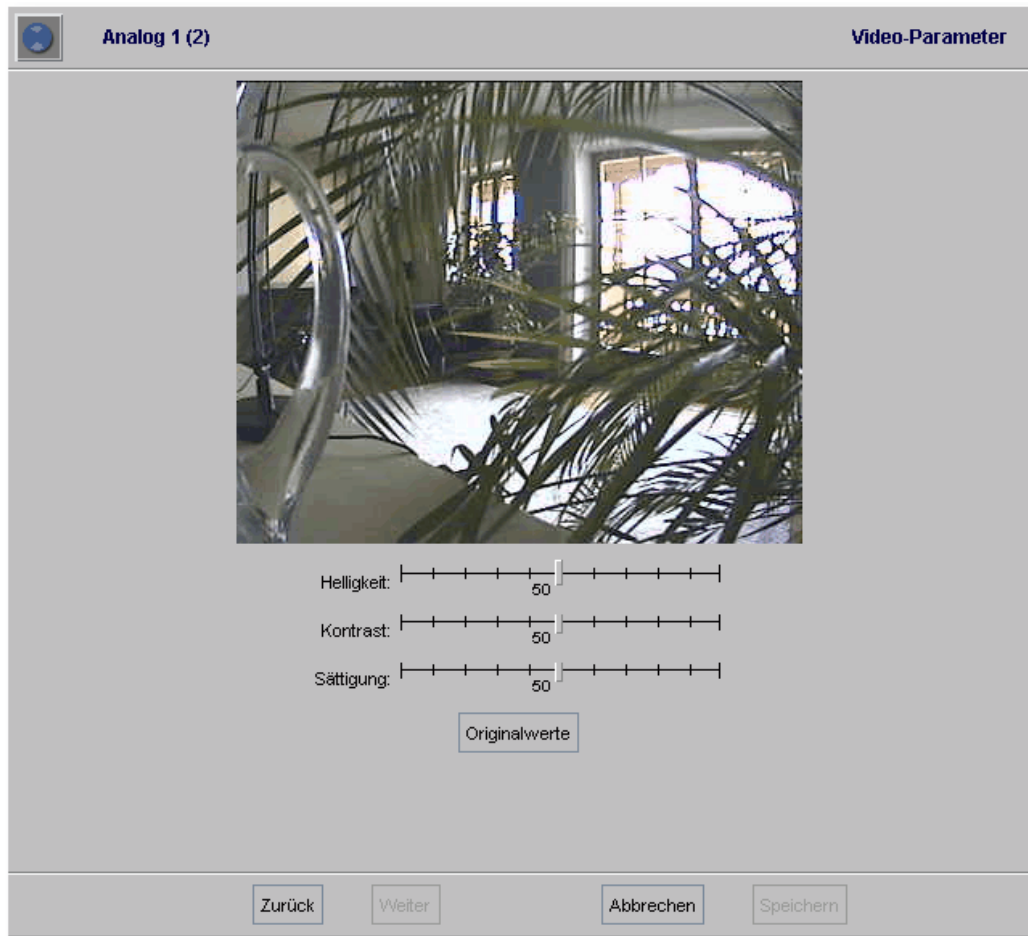 Analog 1 (2)
Video-Parameter
Helligkeit:
50
Kontrast:
50
Sättigung:
50
Originalwerte
Zurück
Weiter
Abbrechen
Speichern